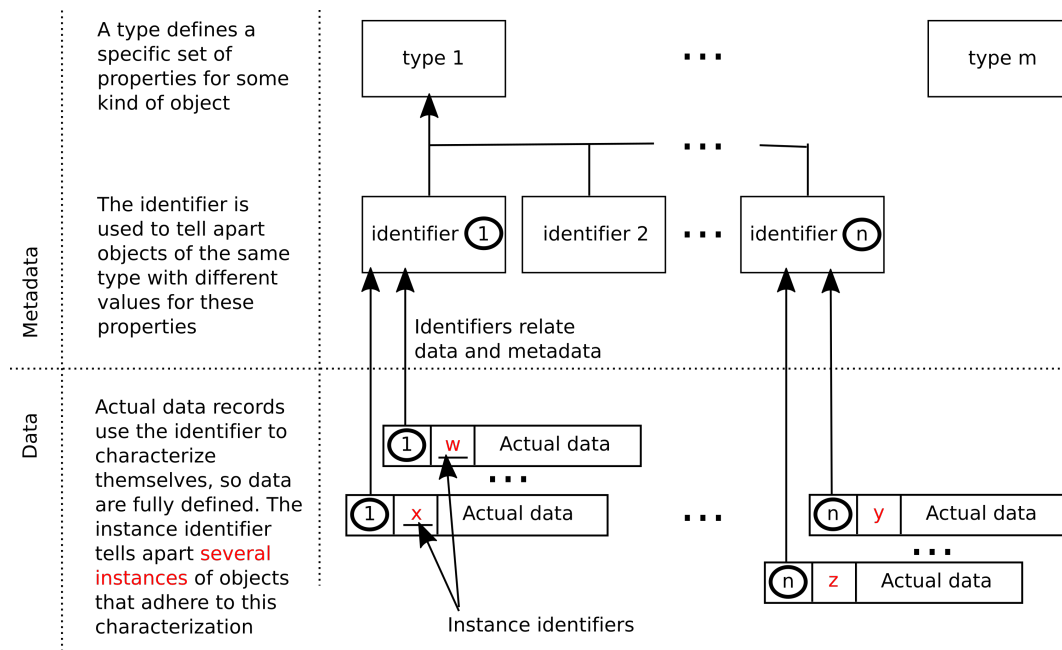 A type defines a
specific set of
properties for some
kind of object
type 1
...
type m
...
Metadata
The identifier is
used to tell apart
objects of the same
type with different
values for these
properties
identifier 1
identifier 2
...
identifier n
Identifiers relate
data and metadata
Data
Actual data records
use the identifier to
characterize
themselves, so data
are fully defined. The
instance identifier
tells apart several
instances of objects
that adhere to this
characterization
1 w Actual data
...
1 x Actual data
...
n y Actual data
...
n z Actual data
Instance identifiers